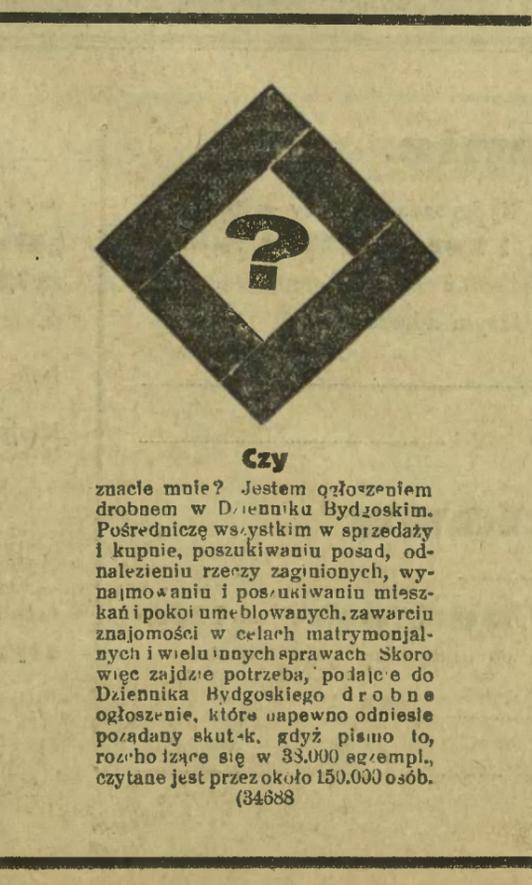 ?
Czy
znacie mnie? Jestem ogłoszeniem
drobnem w Dzienniku Bydgoskim.
Pośredniczę wszystkim w sprzedaży
i kupnie, poszukiwaniu posad, od-
nalezieniu rzeczy zaginionych, wy-
najmowaniu i poszukiwaniu miesz-
kań i pokoi umeblowanych, zawarciu
znajomości w celach matrymonjal-
nych i wielu innych sprawach Skoro
więc zajdzie potrzeba, podajcie do
Dziennika Bydgoskiego drobne
ogłoszenie, które napewno odniesie
pożądany skutek, gdyż pismo to,
rozchodzące się w 38.000 egzempl.,
czytane jest przez około 150.000 osób.
(34688